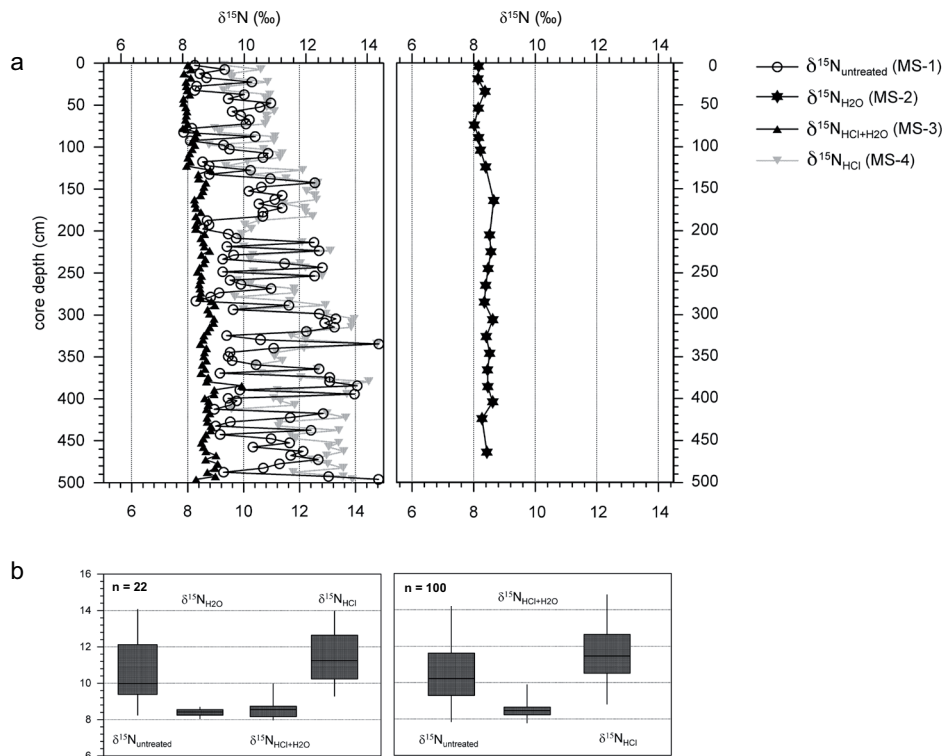 δ¹⁵N (‰) δ¹⁵N (‰)
6 8 10 12 14 6 8 10 12 14
a
0 0
50 50
100 100
150 150
200 200
250 250
300 300
350 350
400 400
450 450
500 500
core depth (cm)
6 8 10 12 14 6 8 10 12 14
δ¹⁵Nuntreated (MS-1)
δ¹⁵NH2O (MS-2)
δ¹⁵NHCl+H2O (MS-3)
δ¹⁵NHCl (MS-4)
b
16
14
12
10
8
6
n = 22
δ¹⁵NH2O δ¹⁵NHCl
δ¹⁵Nuntreated δ¹⁵NHCl+H2O
n = 100
δ¹⁵NHCl+H2O
δ¹⁵Nuntreated δ¹⁵NHCl